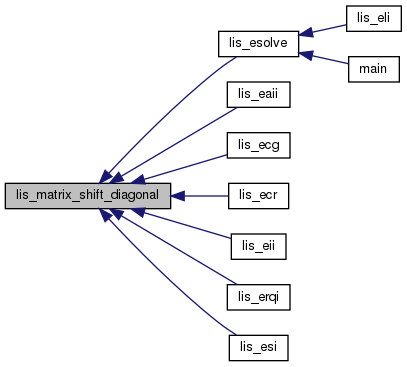 lis_eli
lis_esolve
main
lis_eaii
lis_ecg
lis_matrix_shift_diagonal
lis_ecr
lis_eii
lis_erqi
lis_esi